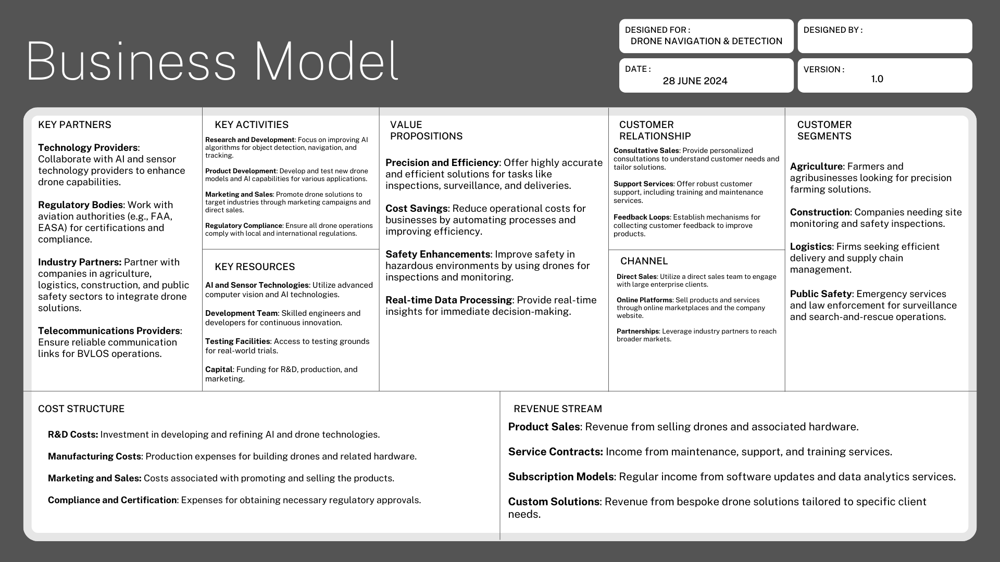 Business Model
DESIGNED FOR :
DRONE NAVIGATION & DETECTION
DESIGNED BY :
DATE :
28 JUNE 2024
VERSION :
1.0
KEY PARTNERS
Technology Providers:
Collaborate with AI and sensor
technology providers to enhance
drone capabilities.
Regulatory Bodies: Work with
aviation authorities (e.g., FAA,
EASA) for certifications and
compliance.
Industry Partners: Partner with
companies in agriculture,
logistics, construction, and public
safety sectors to integrate drone
solutions.
Telecommunications Providers:
Ensure reliable communication
links for BVLOS operations.
KEY ACTIVITIES
Research and Development: Focus on improving AI
algorithms for object detection, navigation, and
tracking.
Product Development: Develop and test new drone
models and AI capabilities for various applications.
Marketing and Sales: Promote drone solutions to
target industries through marketing campaigns and
direct sales.
Regulatory Compliance: Ensure all drone operations
comply with local and international regulations.
KEY RESOURCES
AI and Sensor Technologies: Utilize advanced
computer vision and AI technologies.
Development Team: Skilled engineers and
developers for continuous innovation.
Testing Facilities: Access to testing grounds
for real-world trials.
Capital: Funding for R&D, production, and
marketing.
VALUE
PROPOSITIONS
Precision and Efficiency: Offer highly accurate
and efficient solutions for tasks like
inspections, surveillance, and deliveries.
Cost Savings: Reduce operational costs for
businesses by automating processes and
improving efficiency.
Safety Enhancements: Improve safety in
hazardous environments by using drones for
inspections and monitoring.
Real-time Data Processing: Provide real-time
insights for immediate decision-making.
CUSTOMER
RELATIONSHIP
Consultative Sales: Provide personalized
consultations to understand customer needs and
tailor solutions.
Support Services: Offer robust customer
support, including training and maintenance
services.
Feedback Loops: Establish mechanisms for
collecting customer feedback to improve
products.
CHANNEL
Direct Sales: Utilize a direct sales team to engage
with large enterprise clients.
Online Platforms: Sell products and services
through online marketplaces and the company
website.
Partnerships: Leverage industry partners to reach
broader markets.
CUSTOMER
SEGMENTS
Agriculture: Farmers and
agribusinesses looking for precision
farming solutions.
Construction: Companies needing site
monitoring and safety inspections.
Logistics: Firms seeking efficient
delivery and supply chain
management.
Public Safety: Emergency services
and law enforcement for surveillance
and search-and-rescue operations.
COST STRUCTURE
R&D Costs: Investment in developing and refining AI and drone technologies.
Manufacturing Costs: Production expenses for building drones and related hardware.
Marketing and Sales: Costs associated with promoting and selling the products.
Compliance and Certification: Expenses for obtaining necessary regulatory approvals.
REVENUE STREAM
Product Sales: Revenue from selling drones and associated hardware.
Service Contracts: Income from maintenance, support, and training services.
Subscription Models: Regular income from software updates and data analytics services.
Custom Solutions: Revenue from bespoke drone solutions tailored to specific client
needs.